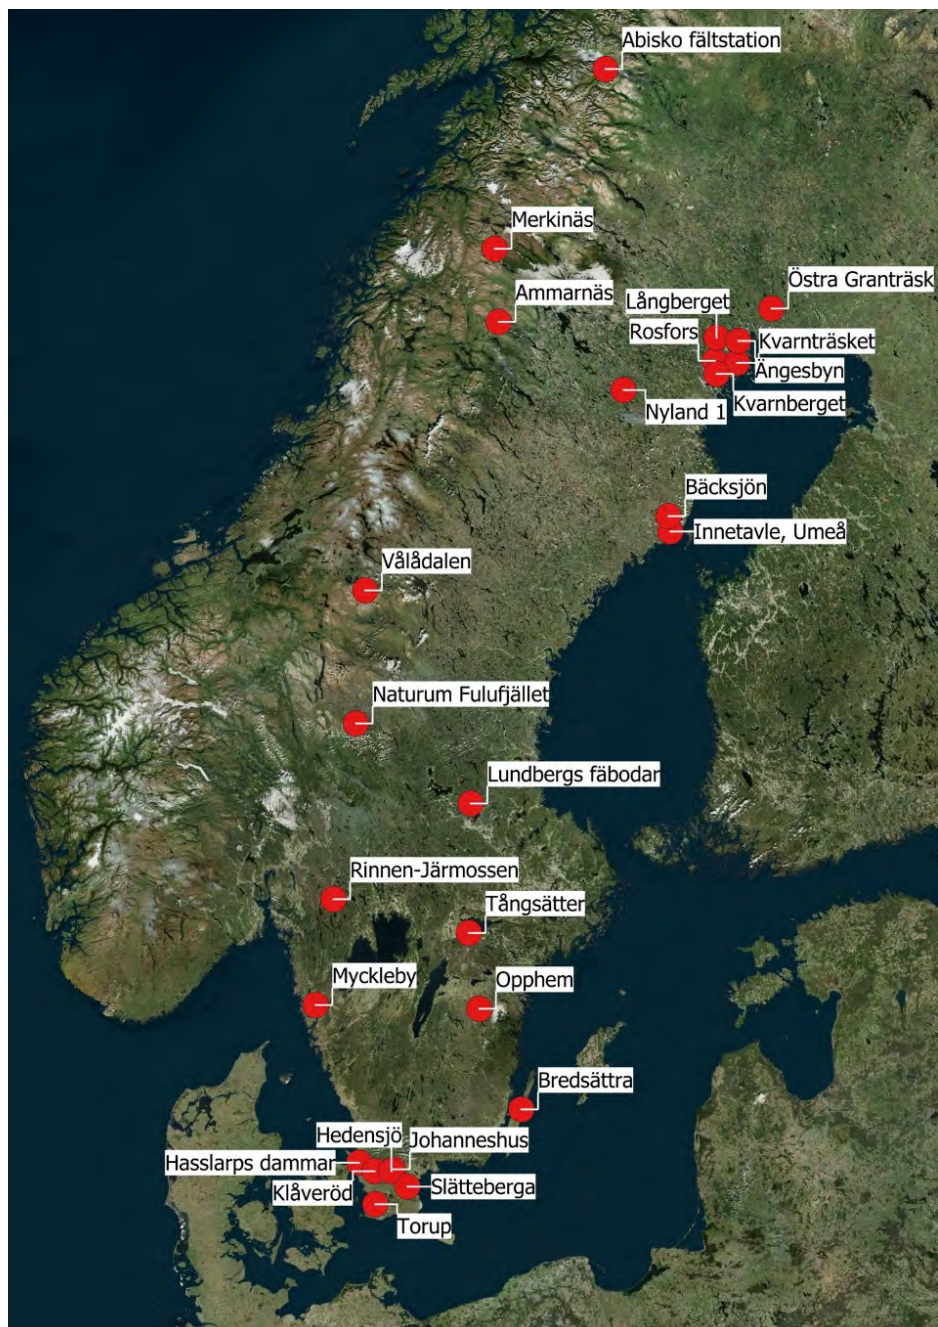 Abisko fältstation
Merkinäs
Östra Granträsk
Ammarnäs
Långberget
Rosfors
Kvarnträsket
Ängesbyn
Kvarnberget
Nyland 1
Bäcksjön
Innetavle, Umeå
Vålådalen
Naturum Fulufjället
Lundbergs fäbodar
Rinnen-Järmossen
Tångsätter
Myckleby
Opphem
Bredsättra
Hedensjö
Johanneshus
Hasslarps dammar
Klåveröd
Slätteberga
Torup